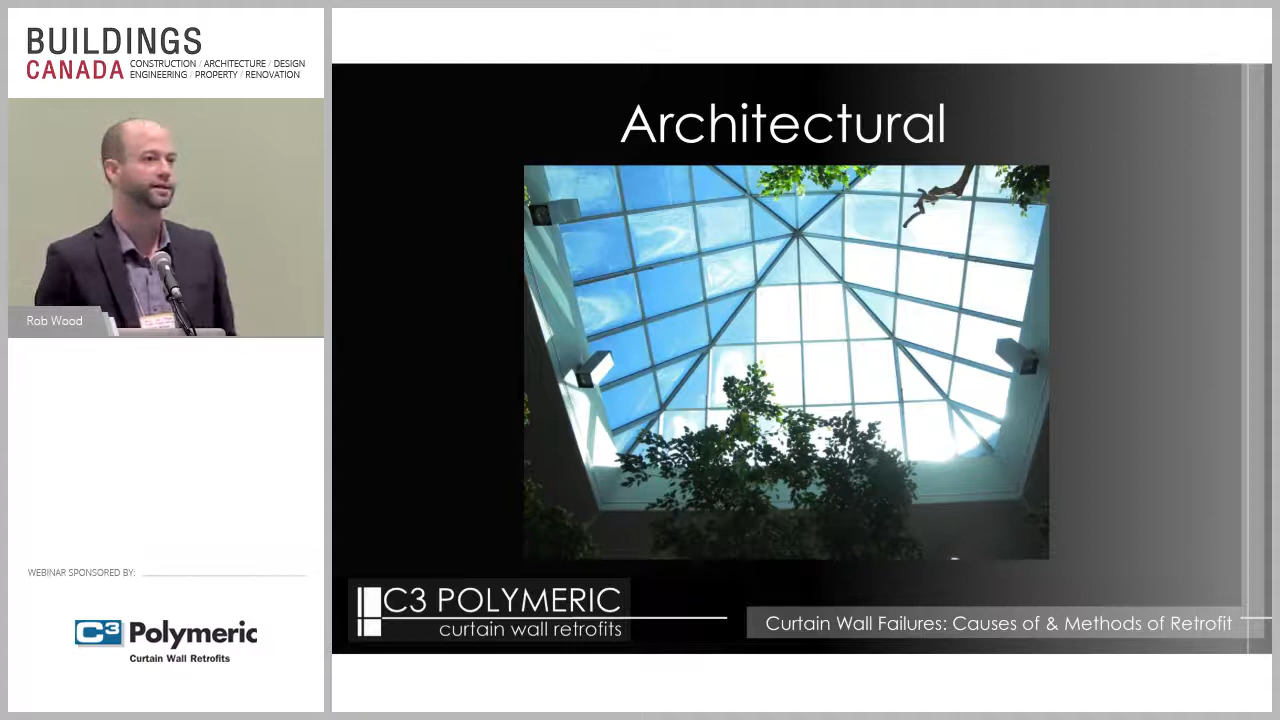 BUILDINGS
CANADA
CONSTRUCTION / ARCHITECTURE / DESIGN
ENGINEERING / PROPERTY / RENOVATION
Rob Wood
WEBINAR SPONSORED BY:
C3 Polymeric
Curtain Wall Retrofits
Architectural
C3 POLYMERIC
curtain wall retrofits
Curtain Wall Failures: Causes of & Methods of Retrofit